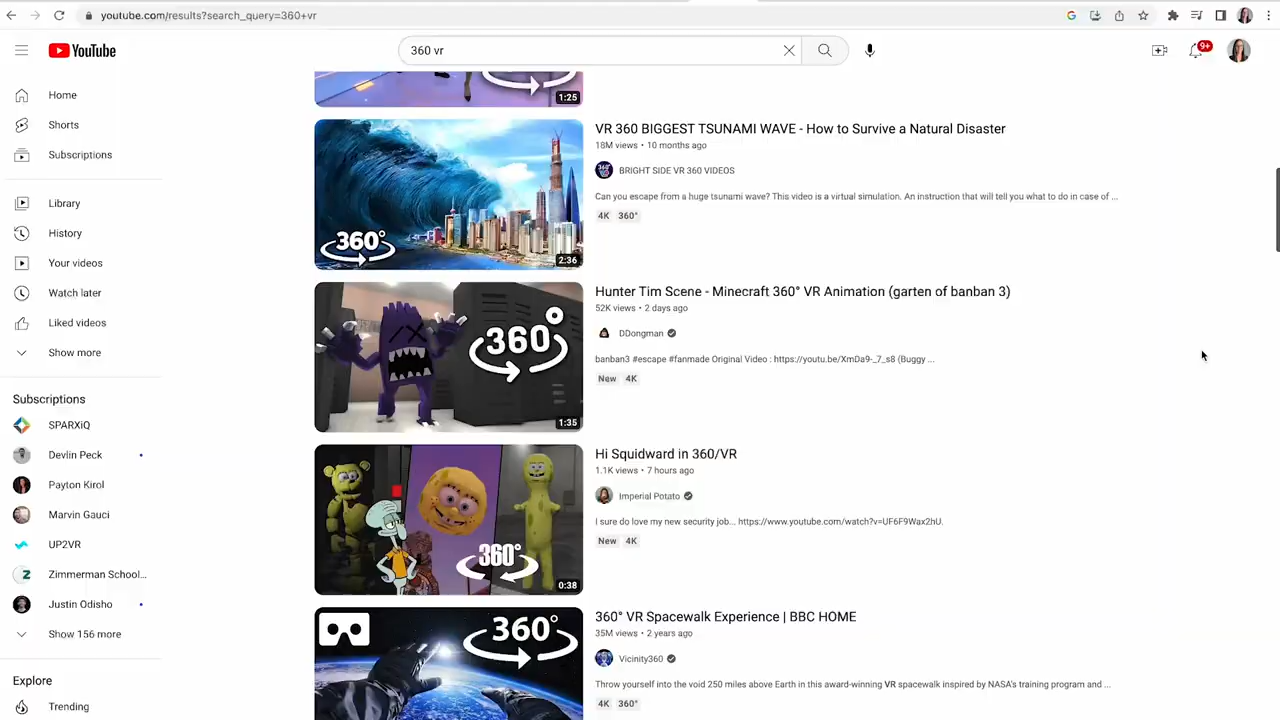 youtube.com/results?search_query=360+vr
YouTube
360 vr
9+
Home
Shorts
Subscriptions
Library
History
Your videos
Watch later
Liked videos
Show more
Subscriptions
SPARXiQ
Devlin Peck
Payton Kirol
Marvin Gauci
UP2VR
Zimmerman School...
Justin Odisho
Show 156 more
Explore
Trending
1:25
360°
2:36
VR 360 BIGGEST TSUNAMI WAVE - How to Survive a Natural Disaster
18M views • 10 months ago
BRIGHT SIDE VR 360 VIDEOS
Can you escape from a huge tsunami wave? This video is a virtual simulation. An instruction that will tell you what to do in case of ...
4K 360°
360°
1:35
Hunter Tim Scene - Minecraft 360° VR Animation (garten of banban 3)
52K views • 2 days ago
DDongman
banban3 #escape #fanmade Original Video : https://youtu.be/XmDa9-_7_s8 (Buggy ...
New 4K
360°
0:38
Hi Squidward in 360/VR
1.1K views • 7 hours ago
Imperial Potato
I sure do love my new security job... https://www.youtube.com/watch?v=UF6F9Wax2hU.
New 4K
360°
360° VR Spacewalk Experience | BBC HOME
35M views • 2 years ago
Vicinity360
Throw yourself into the void 250 miles above Earth in this award-winning VR spacewalk inspired by NASA's training program and ...
4K 360°